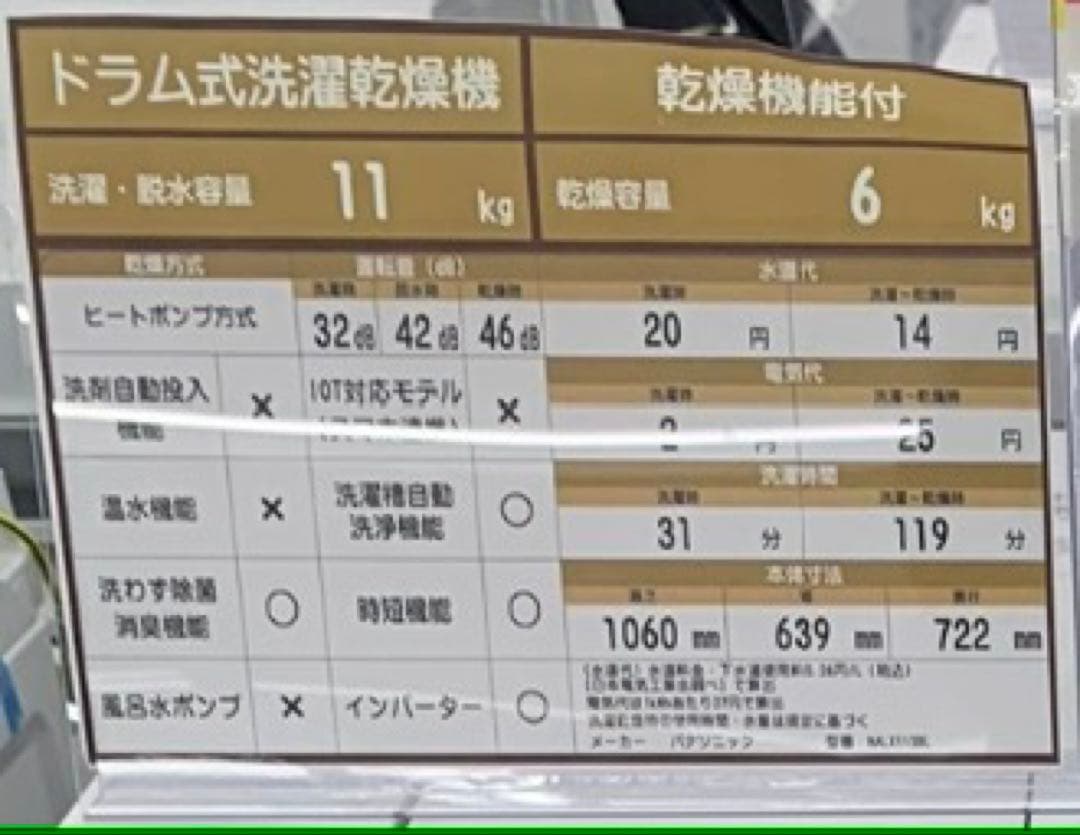 ドラム式洗濯乾燥機 乾燥機能付
洗濯・脱水容量 11 kg 乾燥容量 6 kg
乾燥方式 運転音（dB） 水道代
洗濯時 脱水時 乾燥時 洗濯時 洗濯～乾燥時
ヒートポンプ方式 32dB 42dB 46dB 20 円 14 円
電気代
洗濯時 洗濯～乾燥時
洗剤自動投入 × IOT対応モデル ×
機能
25 円
洗濯時間
洗濯時 洗濯～乾燥時
温水機能 × 洗濯槽自動 ○
洗浄機能
31 分 119 分
本体寸法
高さ 幅 奥行
洗わず除菌 ○ 時短機能 ○
消臭機能
1060 mm 639 mm 722 mm
風呂水ポンプ × インバーター ○
メーカー パナソニック 型番